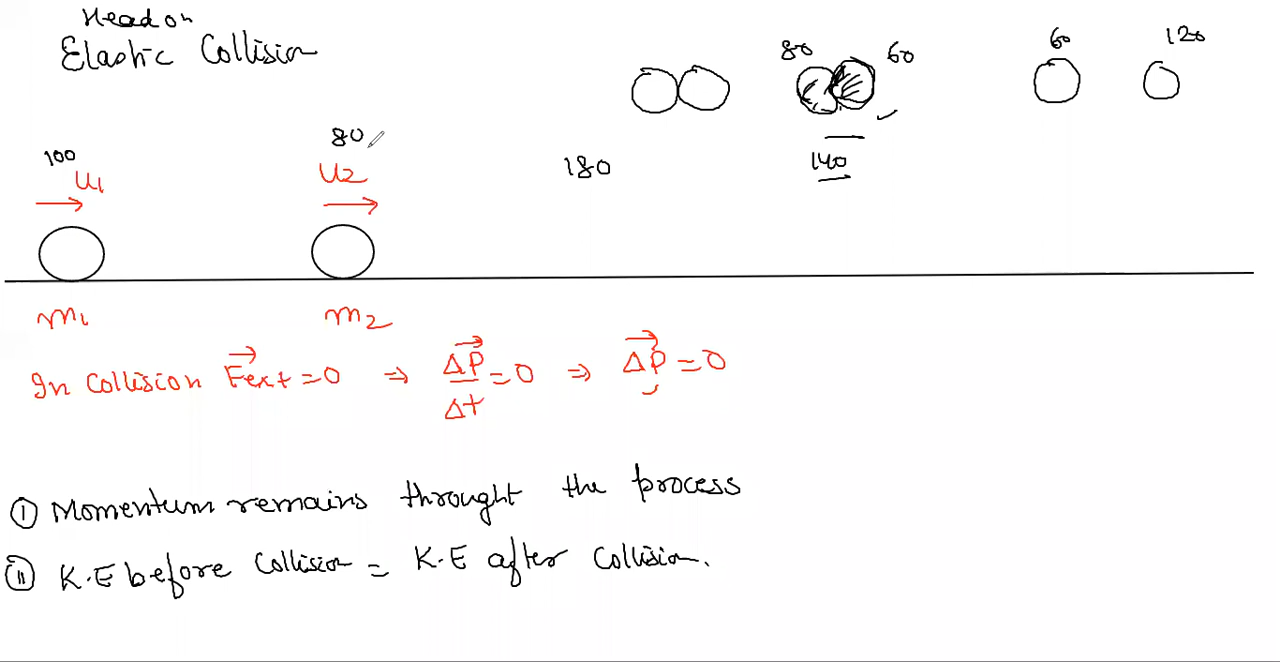 Head on
Elastic Collision
80 60
60 120
100 80
U1 U2
180 140
m1 m2
In Collision Fext = 0 ⇒ ΔP/Δt = 0 ⇒ ΔP = 0
① Momentum remains throught the process
② K.E before Collision = K.E after Collision.